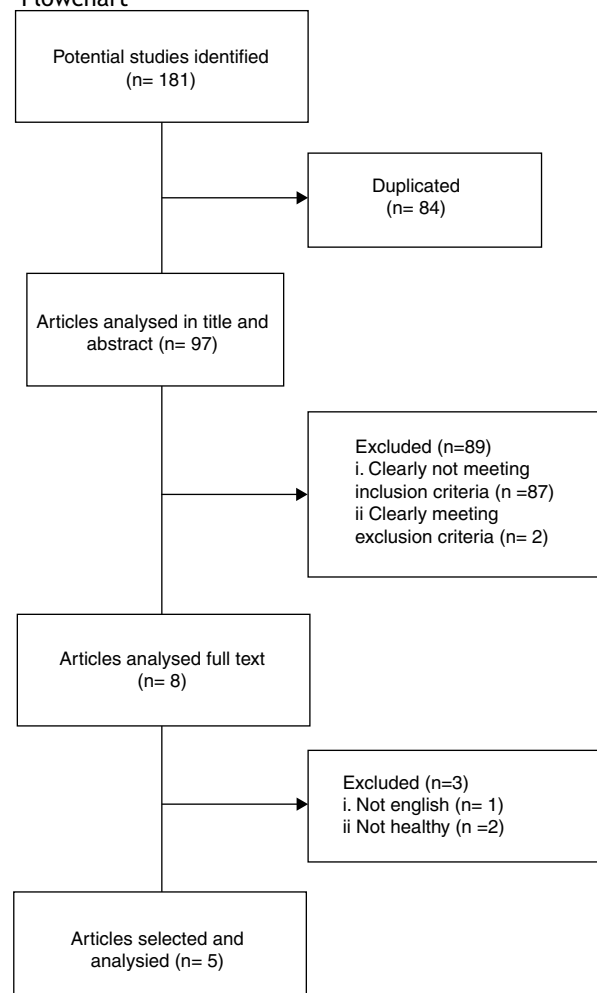 Flowchart
Potential studies identified
(n= 181)
Duplicated
(n= 84)
Articles analysed in title and
abstract (n= 97)
Excluded (n=89)
i. Clearly not meeting
inclusion criteria (n =87)
ii Clearly meeting
exclusion criteria (n= 2)
Articles analysed full text
(n= 8)
Excluded (n=3)
i. Not english (n= 1)
ii Not healthy (n =2)
Articles selected and
analysied (n= 5)